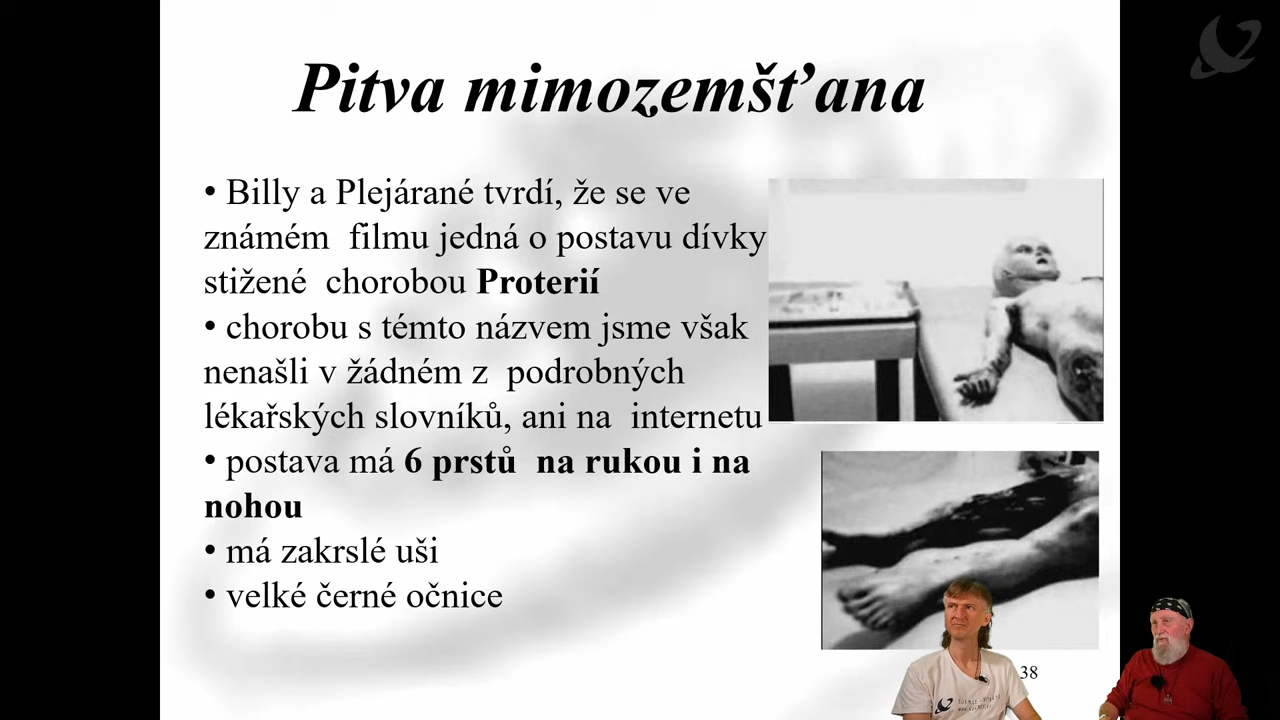 Pitva mimozemšťana
• Billy a Plejárané tvrdí, že se ve
známém filmu jedná o postavu dívky
stižené chorobou Proterií
• chorobu s témto názvem jsme však
nenašli v žádném z podrobných
lékařských slovníků, ani na internetu
• postava má 6 prstů na rukou i na
nohou
• má zakrslé uši
• velké černé očnice
38